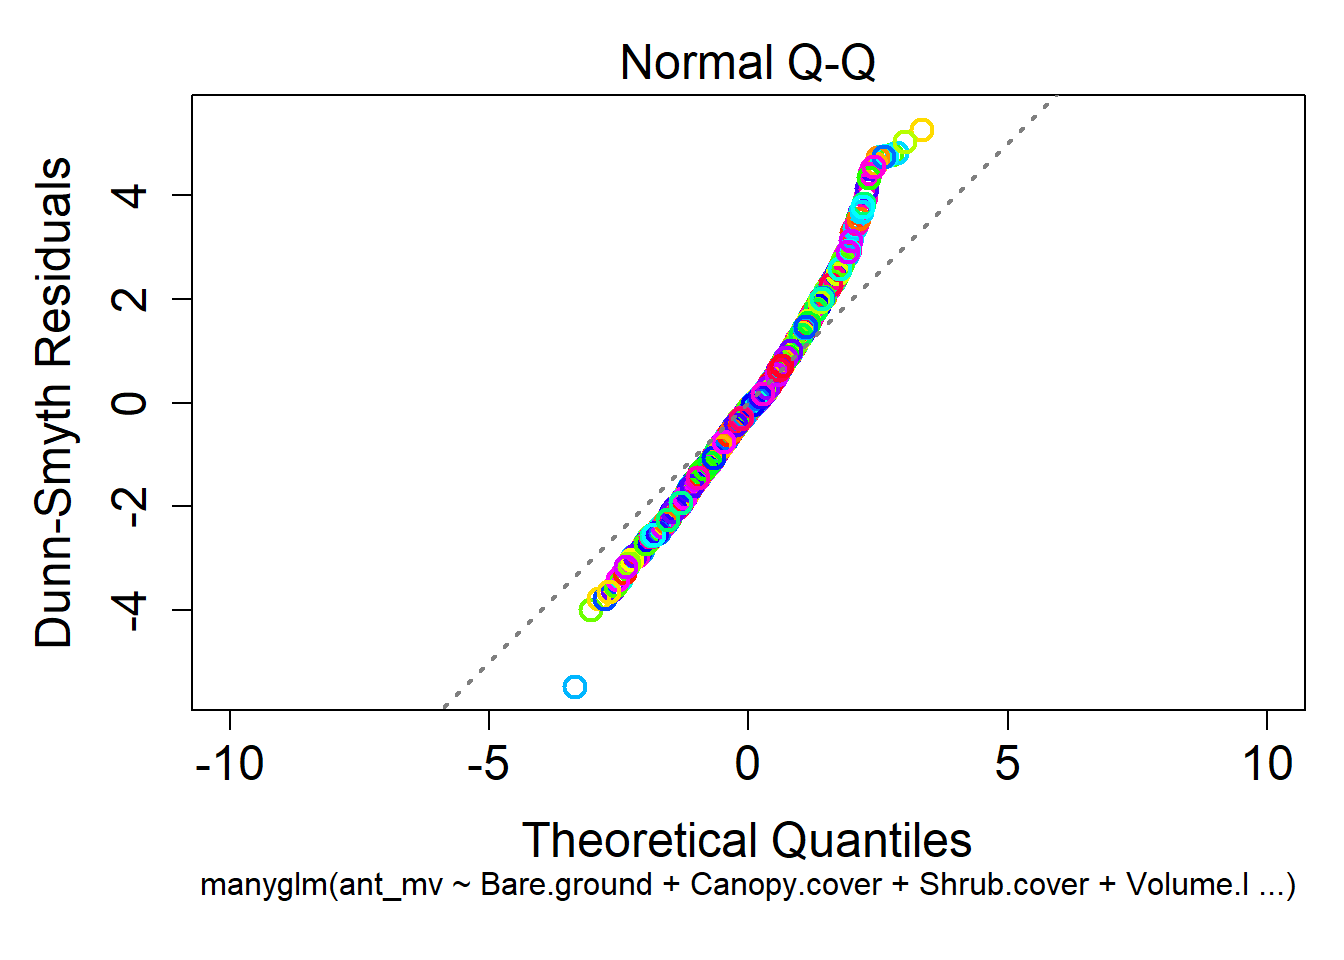 Normal Q-Q
Dunn-Smyth Residuals
4
2
0
-2
-4
-10 -5 0 5 10
Theoretical Quantiles
manyglm(ant_mv ~ Bare.ground + Canopy.cover + Shrub.cover + Volume.l ...)